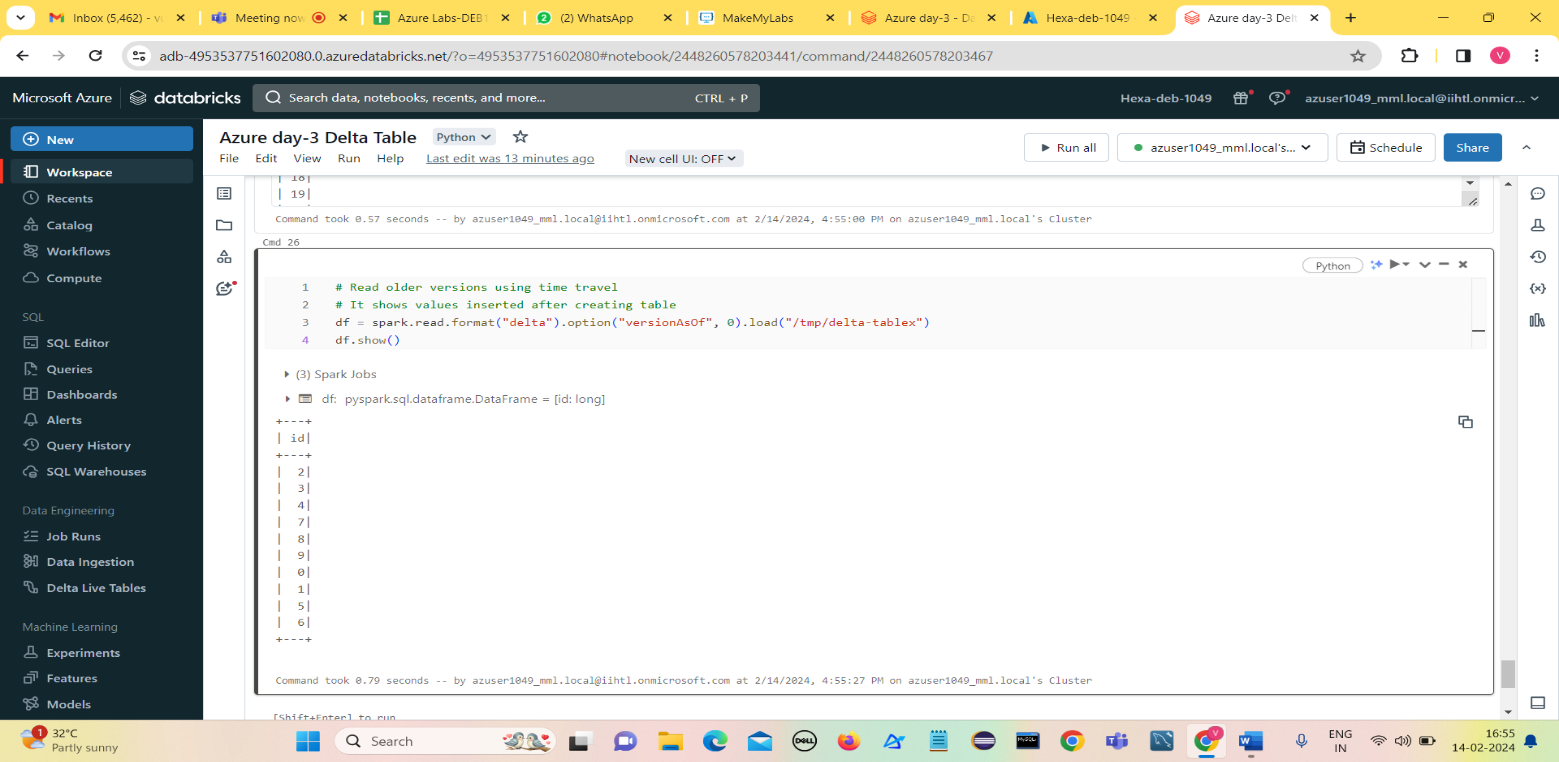 Inbox (5,462) - v
Meeting now
Azure Labs-DEB1
(2) WhatsApp
MakeMyLabs
Azure day-3 - Da
Hexa-deb-1049
Azure day-3 Delt
adb-4953537751602080.0.azuredatabricks.net/?o=4953537751602080#notebook/2448260578203441/command/2448260578203467
V
Microsoft Azure
databricks
Search data, notebooks, recents, and more...
CTRL + P
Hexa-deb-1049
azuser1049_mml.local@iihtl.onmicr...
New
Workspace
Recents
Catalog
Workflows
Compute
SQL
SQL Editor
Queries
Dashboards
Alerts
Query History
SQL Warehouses
Data Engineering
Job Runs
Data Ingestion
Delta Live Tables
Machine Learning
Experiments
Features
Models
Azure day-3 Delta Table
Python
File Edit View Run Help Last edit was 13 minutes ago
New cell UI: OFF
Run all
azuser1049_mml.local's...
Schedule
Share
| 18|
| 19|
Command took 0.57 seconds -- by azuser1049_mml.local@iihtl.onmicrosoft.com at 2/14/2024, 4:55:00 PM on azuser1049_mml.local's Cluster
Cmd 26
Python
1 # Read older versions using time travel
2 # It shows values inserted after creating table
3 df = spark.read.format("delta").option("versionAsOf", 0).load("/tmp/delta-tablex")
4 df.show()
(3) Spark Jobs
df: pyspark.sql.dataframe.DataFrame = [id: long]
+---+
| id|
+---+
| 2|
| 3|
| 4|
| 7|
| 8|
| 9|
| 0|
| 1|
| 5|
| 6|
+---+
Command took 0.79 seconds -- by azuser1049_mml.local@iihtl.onmicrosoft.com at 2/14/2024, 4:55:27 PM on azuser1049_mml.local's Cluster
[Shift+Enter] to run
1
32°C
Partly sunny
Search
DELL
MySQL
V
ENG
IN
16:55
14-02-2024